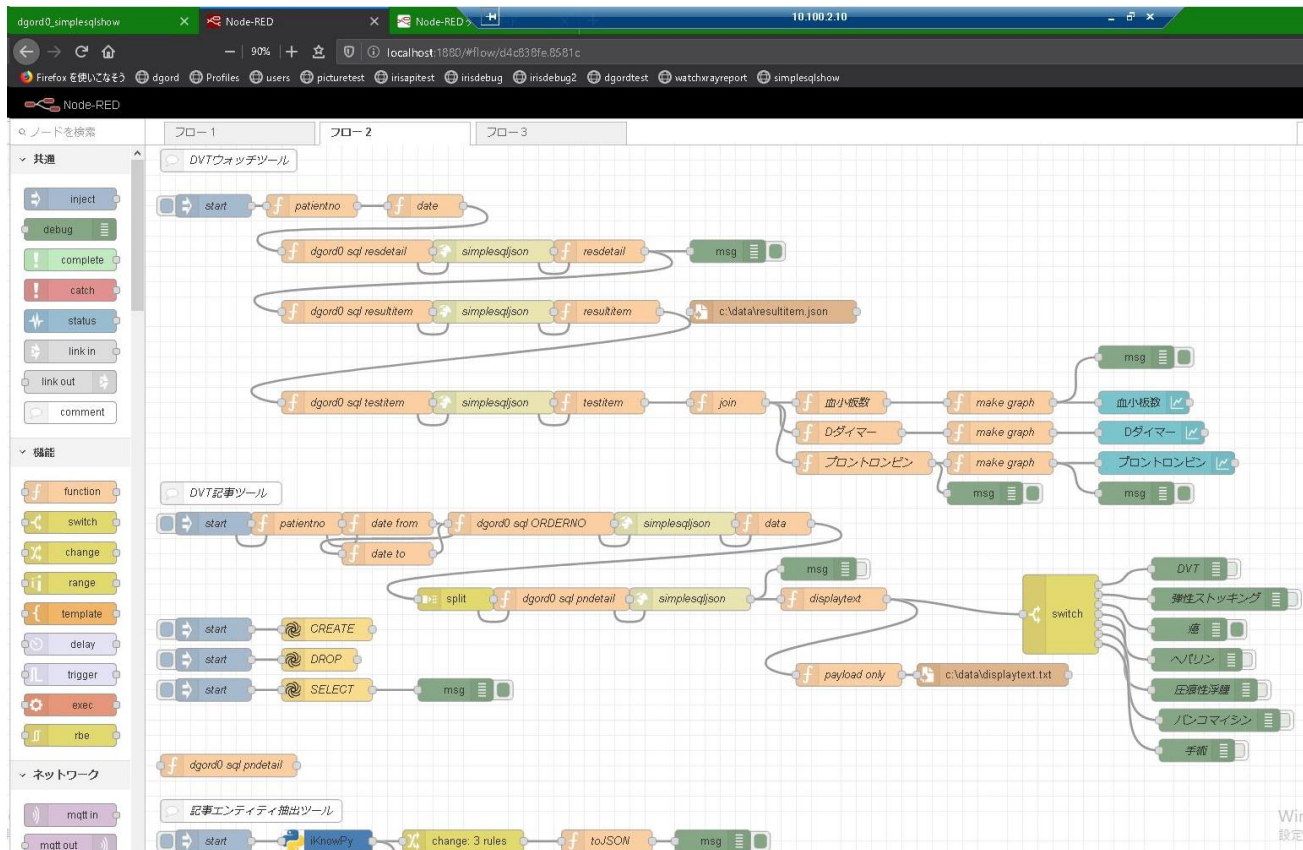 dgord0_simplesqlshow
Node-RED
Node-RED
10.100.2.10
90%
localhost:1880/#flow/d4c838fe.8581c
Firefox を使いこなそう dgord Profiles users picturetest irisapitest irisdebug irisdebug2 dgordtest watchxrayreport simplesqlshow
Node-RED
ノードを検索
フロー 1
フロー 2
フロー 3
共通
inject
debug
complete
catch
status
link in
link out
comment
機能
function
switch
change
range
template
delay
trigger
exec
rbe
ネットワーク
mqtt in
mqtt out
DVTウォッチツール
start patientno date
dgord0 sql resdetail simplesqljson resdetail msg
dgord0 sql resultitem simplesqljson resultitem c:\data\resultitem.json
msg
dgord0 sql testitem simplesqljson testitem join 血小板数 make graph 血小板数
Dダイマー make graph Dダイマー
プロントロンビン make graph プロントロンビン
msg msg
DVT記事ツール
start patientno date from dgord0 sql ORDERNO simplesqljson data
date to
msg DVT
split dgord0 sql pndetail simplesqljson displaytext switch 弾性ストッキング
start CREATE
ヘパリン
start DROP
payload only c:\data\displaytext.txt
start SELECT msg
圧痕性浮腫
バンコマイシン
手術
dgord0 sql pndetail
記事エンティティ抽出ツール
start iKnowPy change: 3 rules toJSON msg